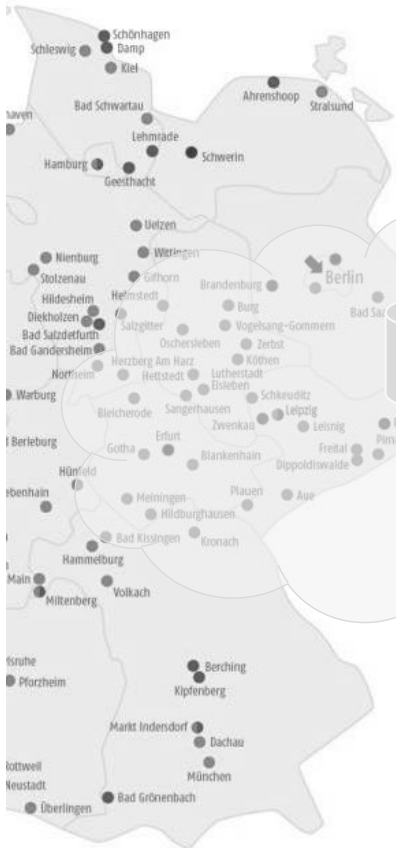 Schönhagen
Schleswig
Damp
Kiel
Ahrenshoop
Stralsund
Bad Schwartau
Lehmrade
Schwerin
Hamburg
Geesthacht
Uelzen
Wittingen
Nienburg
Stolzenau
Gifhorn
Berlin
Brandenburg
Hildesheim
Helmstedt
Burg
Diekholzen
Salzgitter
Vogelsang-Gommern
Bad Salzdetfurth
Oschersleben
Zerbst
Bad Gandersheim
Herzberg Am Harz
Köthen
Northeim
Hettstedt
Lutherstadt
Eisleben
Warburg
Bleicherode
Sangerhausen
Schkeuditz
Leipzig
Zwenkau
Leisnig
Erfurt
Gotha
Freital
Blankenhain
Dippoldiswalde
Hünfeld
Meiningen
Plauen
Aue
Hildburghausen
Bad Kissingen
Kronach
Hammelburg
Main
Miltenberg
Volkach
Berching
Kipfenberg
Pforzheim
Markt Indersdorf
Dachau
München
Neustadt
Bad Grönenbach
Überlingen